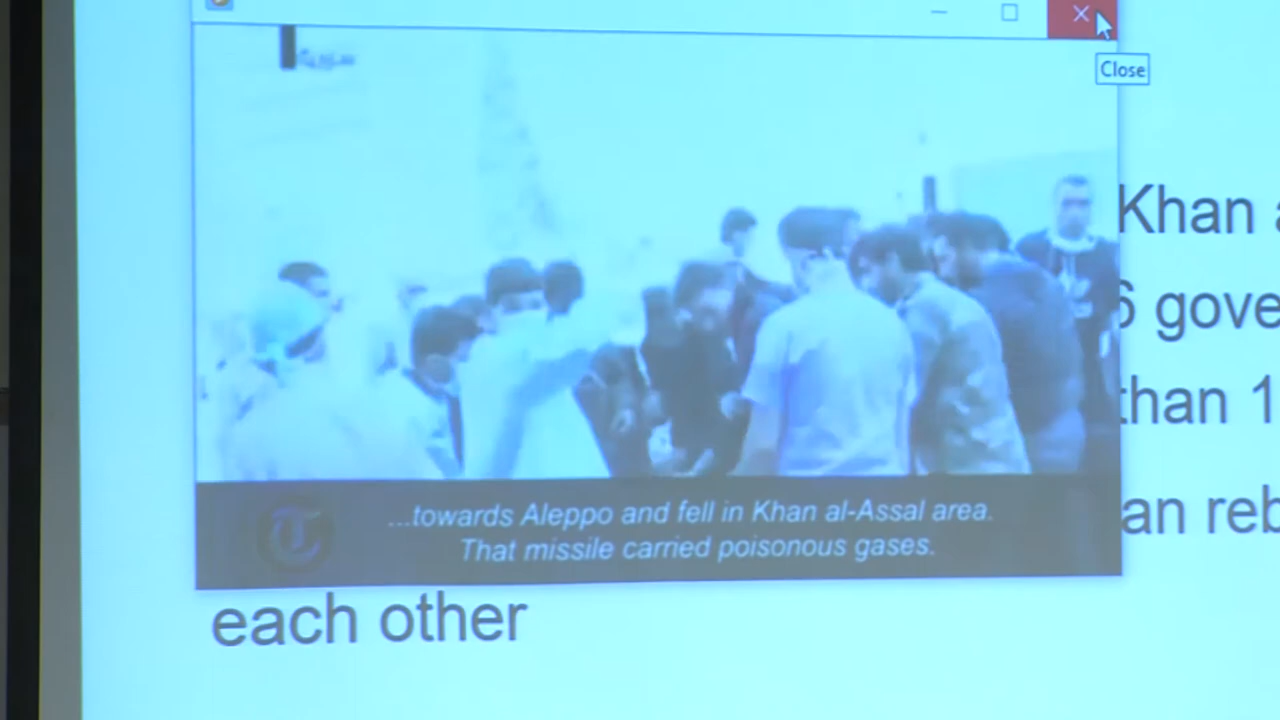 Close
Khan
6 gove
than 1
...towards Aleppo and fell in Khan al-Assal area.
That missile carried poisonous gases.
an reb
each other